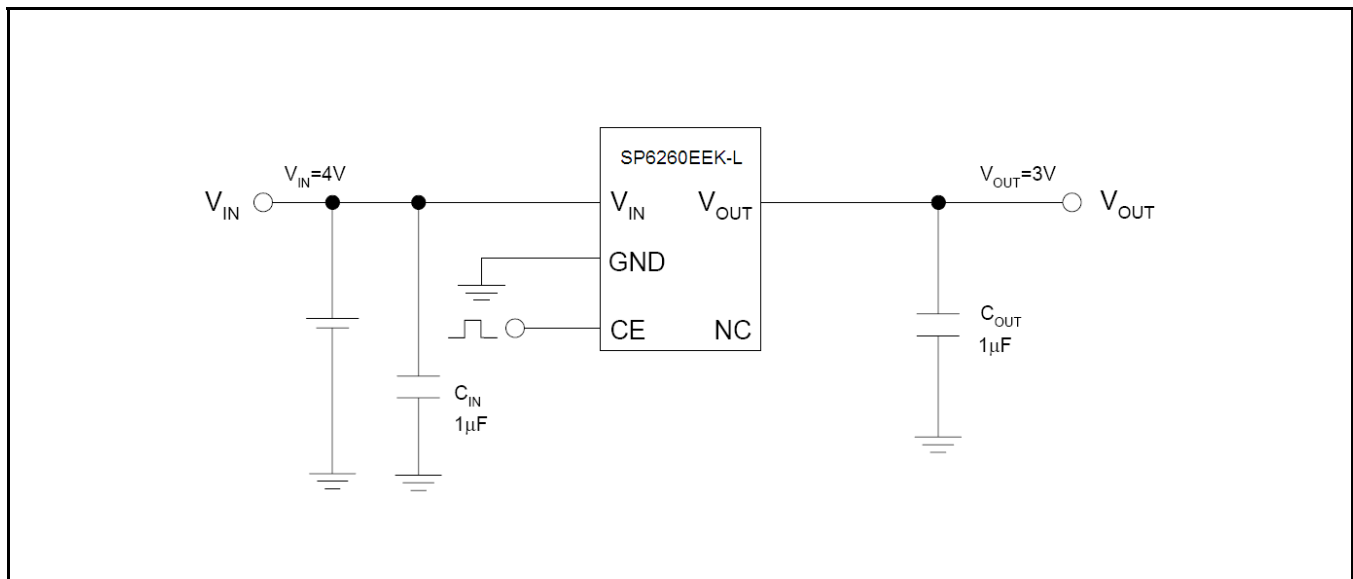 SP6260EEK-L
V_IN=4V
V_OUT=3V
V_IN
V_IN
V_OUT
V_OUT
GND
CE
NC
C_OUT
1μF
C_IN
1μF